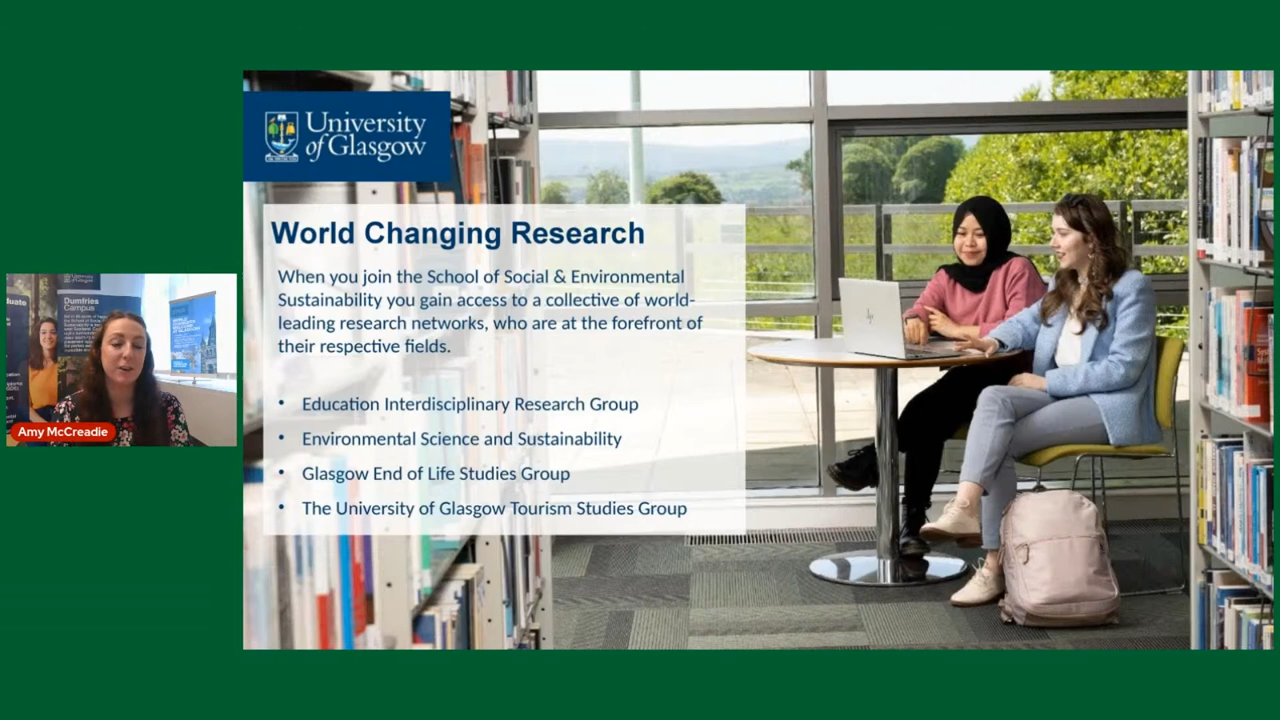 University
of Glasgow
World Changing Research
When you join the School of Social & Environmental
Sustainability you gain access to a collective of world-
leading research networks, who are at the forefront of
their respective fields.
• Education Interdisciplinary Research Group
• Environmental Science and Sustainability
• Glasgow End of Life Studies Group
• The University of Glasgow Tourism Studies Group
Dumfries
Campus
Amy McCreadie